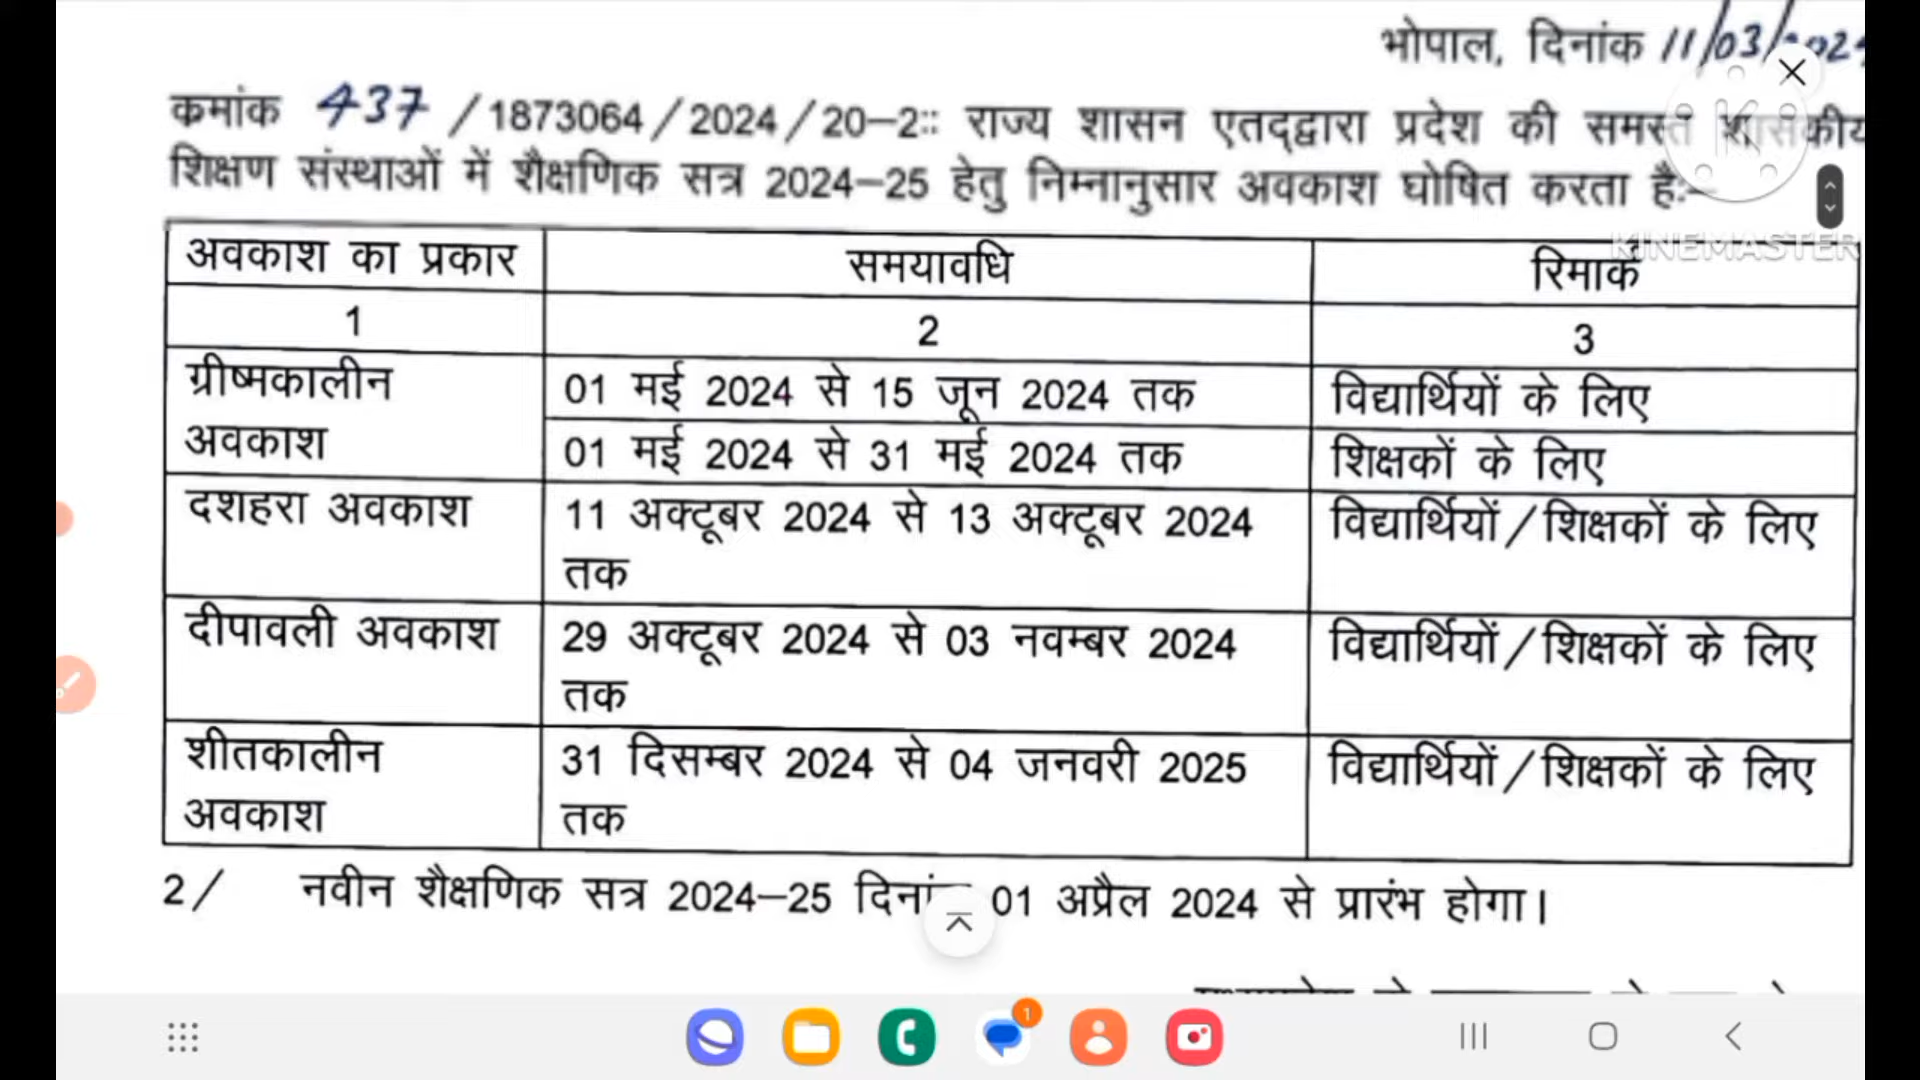 भोपाल, दिनांक 11/03/202
कमांक 437 /1873064/2024/20-2:: राज्य शासन एतद्द्वारा प्रदेश की समस्त शासकीय
शिक्षण संस्थाओं में शैक्षणिक सत्र 2024-25 हेतु निम्नानुसार अवकाश घोषित करता है:-
KINEMASTER
अवकाश का प्रकार समयावधि रिमार्क
1 2 3
ग्रीष्मकालीन
अवकाश
01 मई 2024 से 15 जून 2024 तक विद्यार्थियों के लिए
01 मई 2024 से 31 मई 2024 तक शिक्षकों के लिए
दशहरा अवकाश 11 अक्टूबर 2024 से 13 अक्टूबर 2024 विद्यार्थियों/शिक्षकों के लिए
तक
दीपावली अवकाश 29 अक्टूबर 2024 से 03 नवम्बर 2024 विद्यार्थियों/शिक्षकों के लिए
तक
शीतकालीन 31 दिसम्बर 2024 से 04 जनवरी 2025 विद्यार्थियों/शिक्षकों के लिए
अवकाश तक
2/ नवीन शैक्षणिक सत्र 2024-25 दिनांक 01 अप्रैल 2024 से प्रारंभ होगा।
1